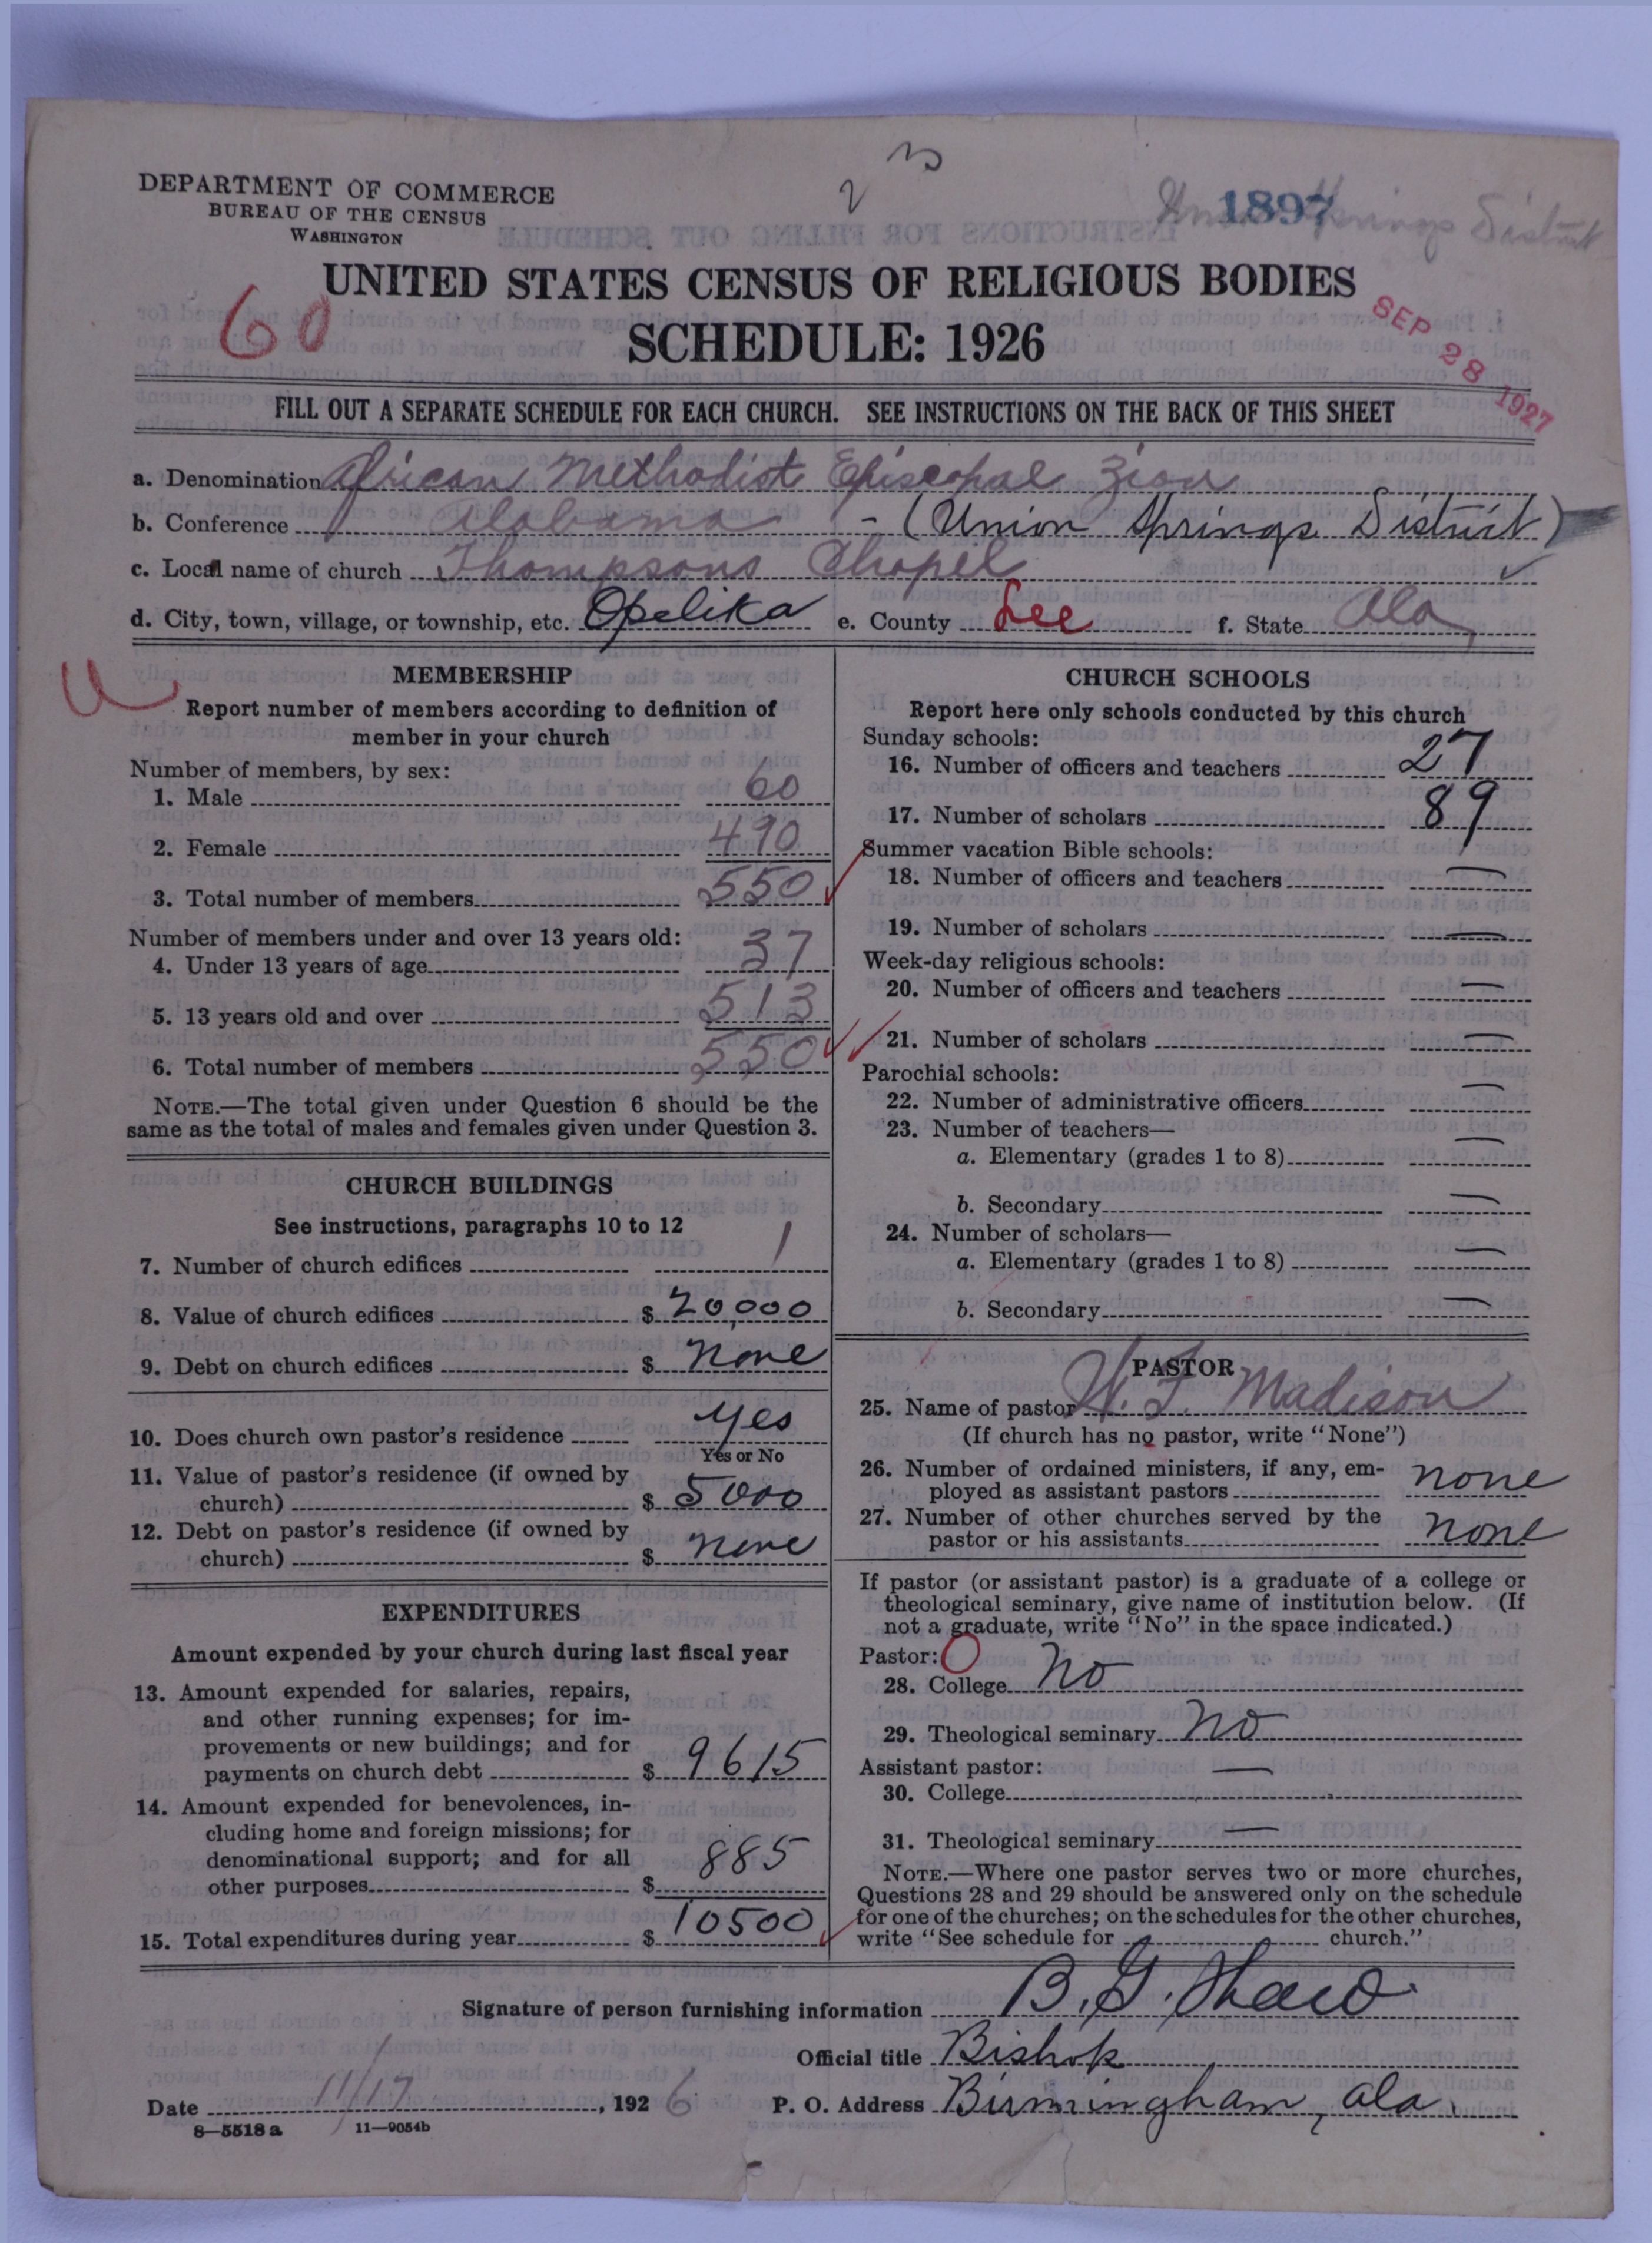 DEPARTMENT OF COMMERCE
BUREAU OF THE CENSUS
WASHINGTON
1897
Springs District
UNITED STATES CENSUS OF RELIGIOUS BODIES
60
SCHEDULE: 1926
SEP 28 1927
FILL OUT A SEPARATE SCHEDULE FOR EACH CHURCH. SEE INSTRUCTIONS ON THE BACK OF THIS SHEET
a. Denomination African Methodist Episcopal Zion
b. Conference Alabama - (Union Springs District)
c. Local name of church Thompsons Chapel
d. City, town, village, or township, etc. Opelika e. County Lee f. State Ala
MEMBERSHIP
Report number of members according to definition of
member in your church
Number of members, by sex:
1. Male 60
2. Female 490
3. Total number of members 550
Number of members under and over 13 years old:
4. Under 13 years of age 37
5. 13 years old and over 513
6. Total number of members 550
NOTE.—The total given under Question 6 should be the
same as the total of males and females given under Question 3.
CHURCH BUILDINGS
See instructions, paragraphs 10 to 12
7. Number of church edifices 1
8. Value of church edifices $ 20,000
9. Debt on church edifices $ none
10. Does church own pastor's residence yes
Yes or No
11. Value of pastor's residence (if owned by
church) $ 5000
12. Debt on pastor's residence (if owned by
church) $ none
EXPENDITURES
Amount expended by your church during last fiscal year
13. Amount expended for salaries, repairs,
and other running expenses; for im-
provements or new buildings; and for
payments on church debt $ 9615
14. Amount expended for benevolences, in-
cluding home and foreign missions; for
denominational support; and for all
other purposes $ 885
15. Total expenditures during year $ 10500
CHURCH SCHOOLS
Report here only schools conducted by this church
Sunday schools:
16. Number of officers and teachers 27
17. Number of scholars 89
Summer vacation Bible schools:
18. Number of officers and teachers —
19. Number of scholars —
Week-day religious schools:
20. Number of officers and teachers —
21. Number of scholars —
Parochial schools:
22. Number of administrative officers —
23. Number of teachers—
a. Elementary (grades 1 to 8) —
b. Secondary —
24. Number of scholars—
a. Elementary (grades 1 to 8) —
b. Secondary —
PASTOR
25. Name of pastor W. F. Madison
(If church has no pastor, write "None")
26. Number of ordained ministers, if any, em-
ployed as assistant pastors none
27. Number of other churches served by the
pastor or his assistants none
If pastor (or assistant pastor) is a graduate of a college or
theological seminary, give name of institution below. (If
not a graduate, write "No" in the space indicated.)
Pastor: O
28. College No
29. Theological seminary No
Assistant pastor:
30. College —
31. Theological seminary —
NOTE.—Where one pastor serves two or more churches,
Questions 28 and 29 should be answered only on the schedule
for one of the churches; on the schedules for the other churches,
write "See schedule for church."
Signature of person furnishing information B. G. Shaw
Official title Bishop
Date 11/17, 1926 P. O. Address Birmingham, Ala.
8—5518 a 11—9054b